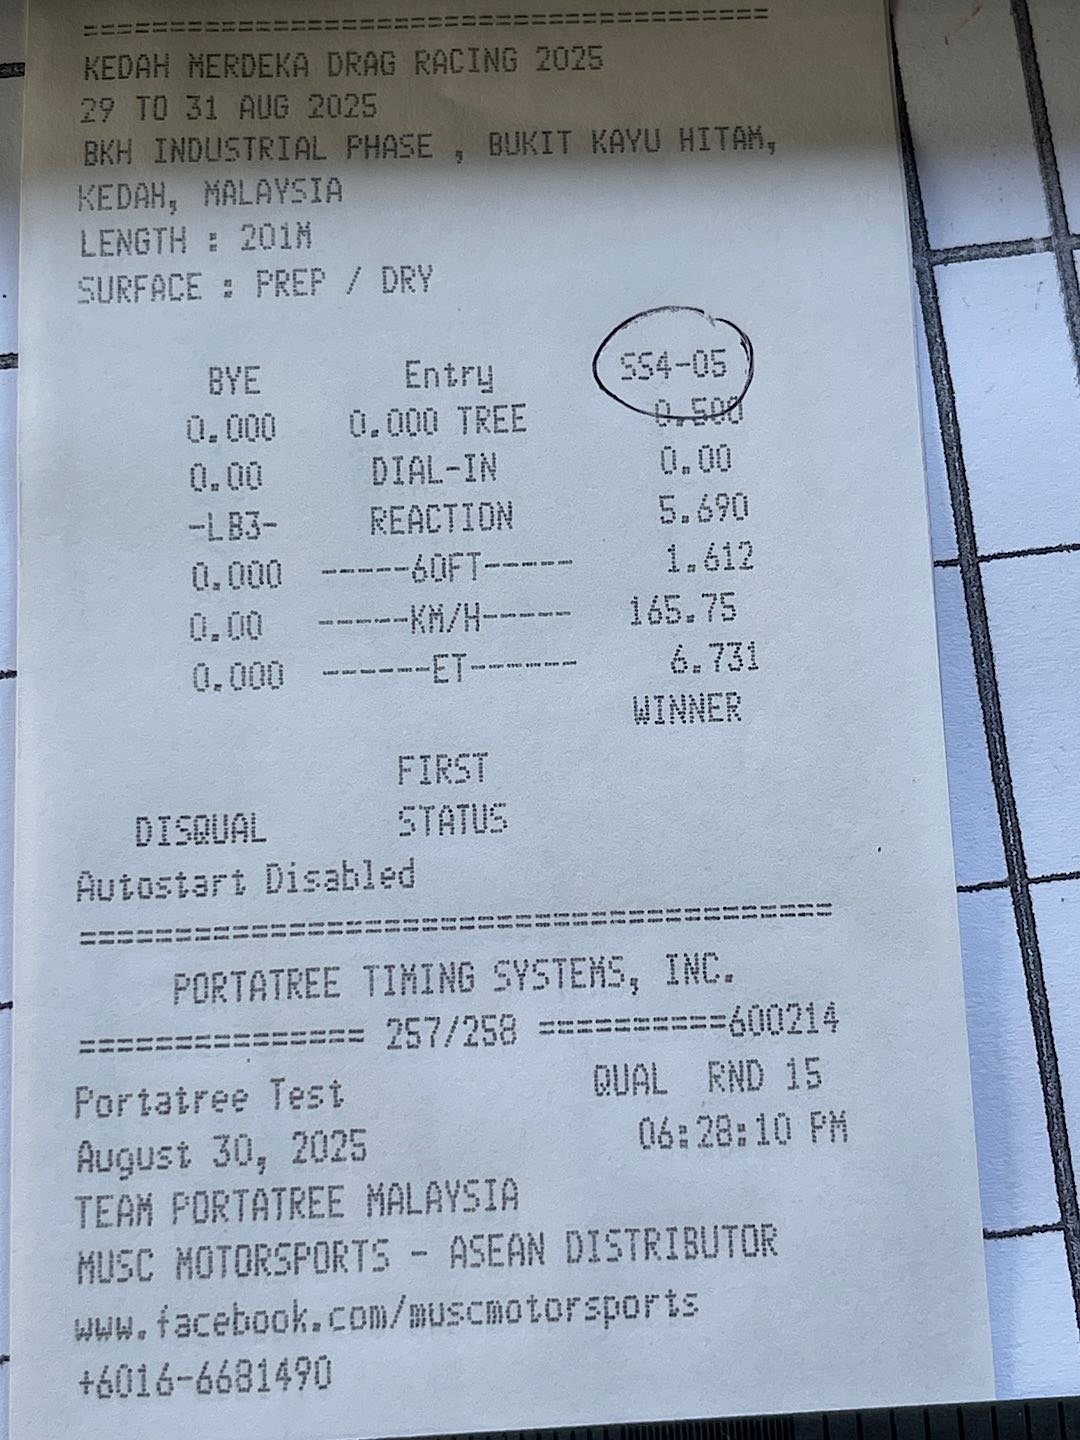 =====================================
KEDAH MERDEKA DRAG RACING 2025
29 TO 31 AUG 2025
BKH INDUSTRIAL PHASE , BUKIT KAYU HITAM,
KEDAH, MALAYSIA
LENGTH : 201M
SURFACE : PREP / DRY
BYE Entry SS4-05
0.000 0.000 TREE 0.500
0.00 DIAL-IN 0.00
-LB3- REACTION 5.690
0.000 -----60FT----- 1.612
0.00 -----KM/H----- 165.75
0.000 ------ET------ 6.731
WINNER
FIRST
DISQUAL STATUS
Autostart Disabled
=====================================
PORTATREE TIMING SYSTEMS, INC.
============== 257/258 ==========600214
Portatree Test QUAL RND 15
August 30, 2025 06:28:10 PM
TEAM PORTATREE MALAYSIA
MUSC MOTORSPORTS - ASEAN DISTRIBUTOR
www.facebook.com/muscmotorsports
+6016-6681490